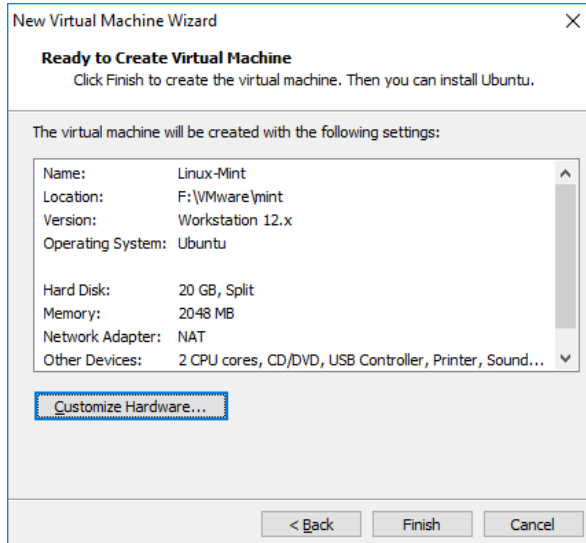 New Virtual Machine Wizard
Ready to Create Virtual Machine
Click Finish to create the virtual machine. Then you can install Ubuntu.
The virtual machine will be created with the following settings:
Name: Linux-Mint
Location: F:\VMware\mint
Version: Workstation 12.x
Operating System: Ubuntu
Hard Disk: 20 GB, Split
Memory: 2048 MB
Network Adapter: NAT
Other Devices: 2 CPU cores, CD/DVD, USB Controller, Printer, Sound...
Customize Hardware...
< Back Finish Cancel